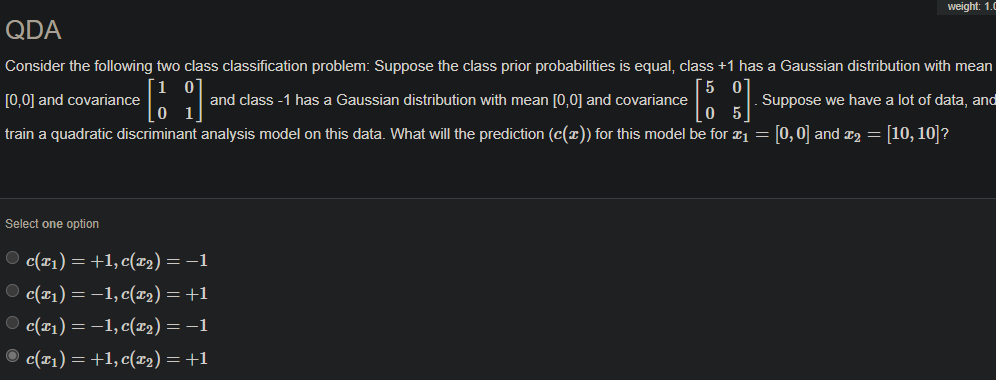 weight: 1.0
QDA
Consider the following two class classification problem: Suppose the class prior probabilities is equal, class +1 has a Gaussian distribution with mean
[0,0] and covariance [1 0; 0 1] and class -1 has a Gaussian distribution with mean [0,0] and covariance [5 0; 0 5]. Suppose we have a lot of data, and
train a quadratic discriminant analysis model on this data. What will the prediction (c(x)) for this model be for x₁ = [0, 0] and x₂ = [10, 10]?
Select one option
c(x₁) = +1, c(x₂) = −1
c(x₁) = −1, c(x₂) = +1
c(x₁) = −1, c(x₂) = −1
c(x₁) = +1, c(x₂) = +1